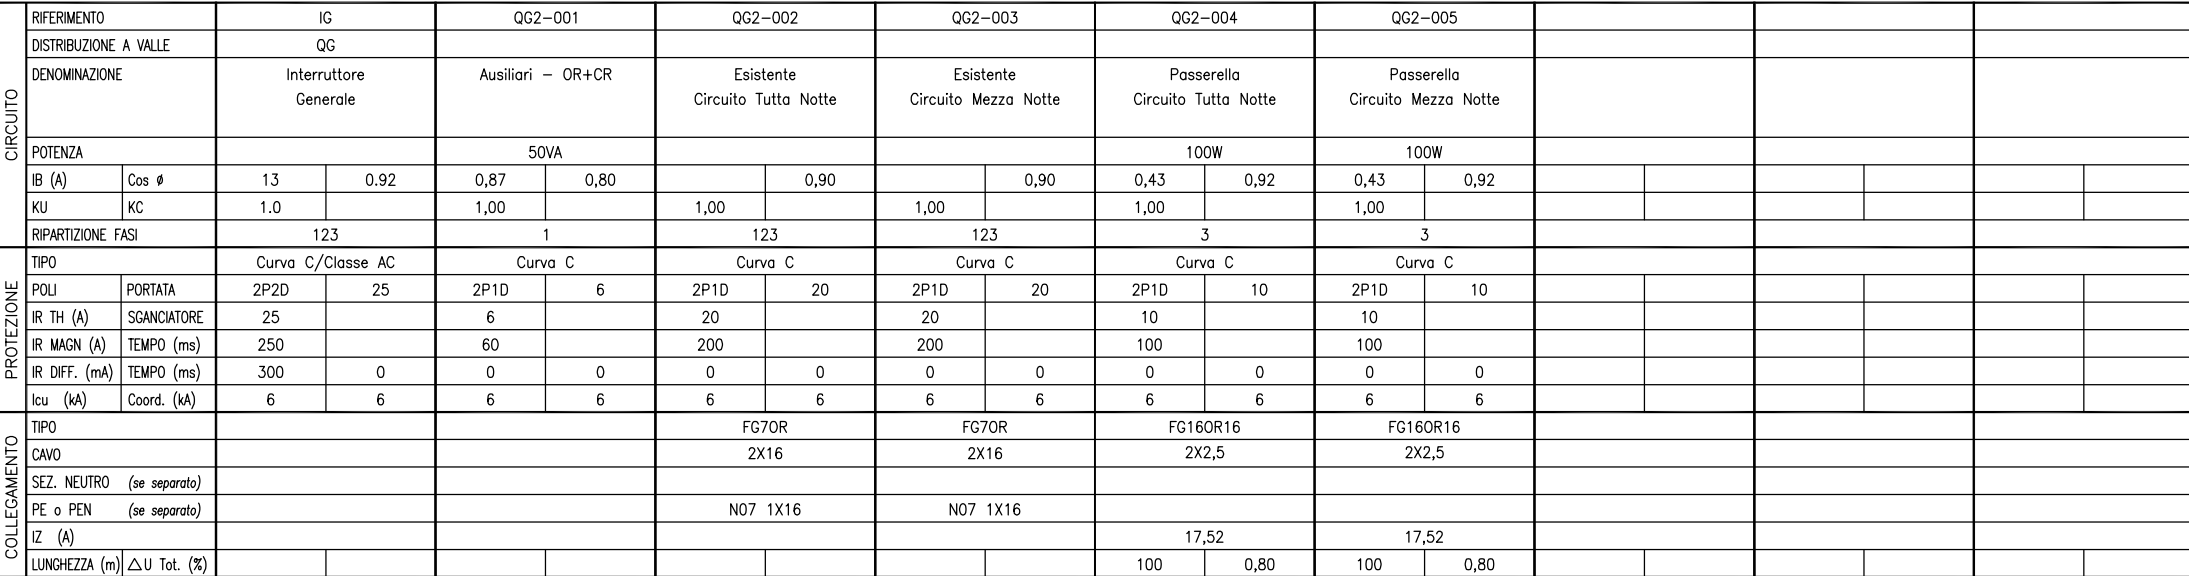 RIFERIMENTO IG QG2-001 QG2-002 QG2-003 QG2-004 QG2-005
DISTRIBUZIONE A VALLE QG
DENOMINAZIONE Interruttore Ausiliari - OR+CR Esistente Esistente Passerella Passerella
Generale Circuito Tutta Notte Circuito Mezza Notte Circuito Tutta Notte Circuito Mezza Notte
CIRCUITO
POTENZA 50VA 100W 100W
IB (A) Cos ø 13 0.92 0,87 0,80 0,90 0,90 0,43 0,92 0,43 0,92
KU KC 1.0 1,00 1,00 1,00 1,00 1,00
RIPARTIZIONE FASI 123 1 123 123 3 3
PROTEZIONE
TIPO Curva C/Classe AC Curva C Curva C Curva C Curva C Curva C
POLI PORTATA 2P2D 25 2P1D 6 2P1D 20 2P1D 20 2P1D 10 2P1D 10
IR TH (A) SGANCIATORE 25 6 20 20 10 10
IR MAGN (A) TEMPO (ms) 250 60 200 200 100 100
IR DIFF. (mA) TEMPO (ms) 300 0 0 0 0 0 0 0 0 0 0 0
Icu (kA) Coord. (kA) 6 6 6 6 6 6 6 6 6 6 6 6
COLLEGAMENTO
TIPO FG7OR FG7OR FG16OR16 FG16OR16
CAVO 2X16 2X16 2X2,5 2X2,5
SEZ. NEUTRO (se separato)
PE o PEN (se separato) N07 1X16 N07 1X16
IZ (A) 17,52 17,52
LUNGHEZZA (m) △U Tot. (%) 100 0,80 100 0,80